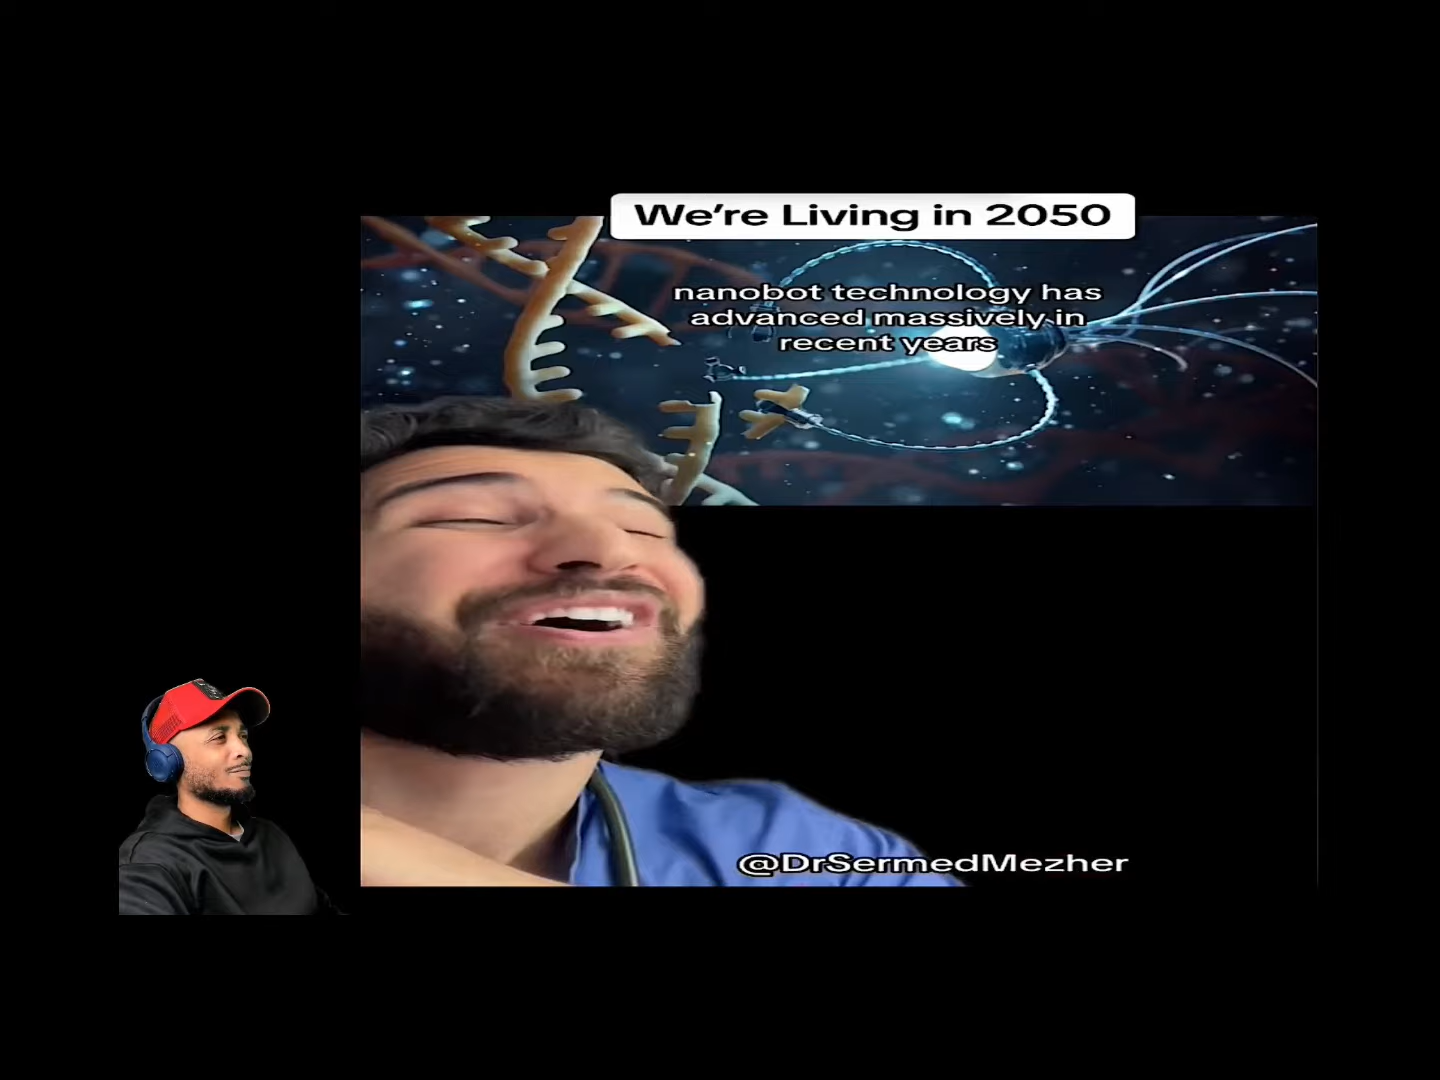 We're Living in 2050
nanobot technology has
advanced massively in
recent years
@DrSermedMezher